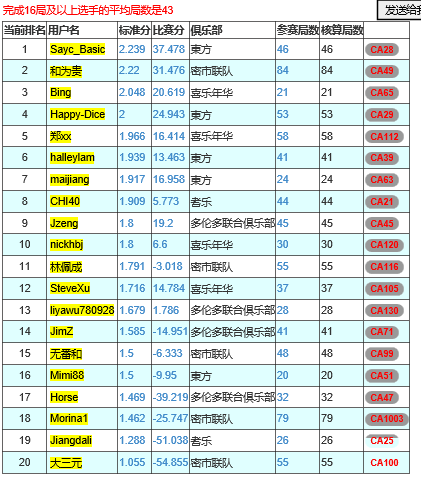 完成16局及以上选手的平均局数是43
发送给我
当前排名 用户名 标准分 比赛分 俱乐部 参赛局数 核算局数
1 Sayc_Basic 2.239 37.478 東方 46 46 CA28
2 和为贵 2.22 31.476 密市联队 84 84 CA49
3 Bing 2.048 20.619 喜乐年华 21 21 CA65
4 Happy-Dice 2 24.943 東方 53 53 CA29
5 郑xx 1.966 16.414 喜乐年华 58 58 CA112
6 halleylam 1.939 13.463 東方 41 41 CA39
7 maijiang 1.917 16.958 東方 24 24 CA63
8 CHI40 1.909 5.773 耆乐 44 44 CA21
9 Jzeng 1.8 19.2 多伦多联合俱乐部 45 45 CA45
10 nickhbj 1.8 6.6 喜乐年华 30 30 CA120
11 林佩成 1.791 -3.018 密市联队 55 55 CA116
12 SteveXu 1.716 14.784 喜乐年华 37 37 CA105
13 liyawu780928 1.679 1.786 多伦多联合俱乐部 28 28 CA130
14 JimZ 1.585 -14.951 多伦多联合俱乐部 41 41 CA71
15 无番和 1.5 -6.333 密市联队 48 48 CA99
16 Mimi88 1.5 -9.95 東方 20 20 CA51
17 Horse 1.469 -39.219 多伦多联合俱乐部 32 32 CA47
18 Morina1 1.462 -25.747 密市联队 79 79 CA1003
19 Jiangdali 1.288 -51.038 耆乐 26 26 CA25
20 大三元 1.055 -54.855 密市联队 55 55 CA100